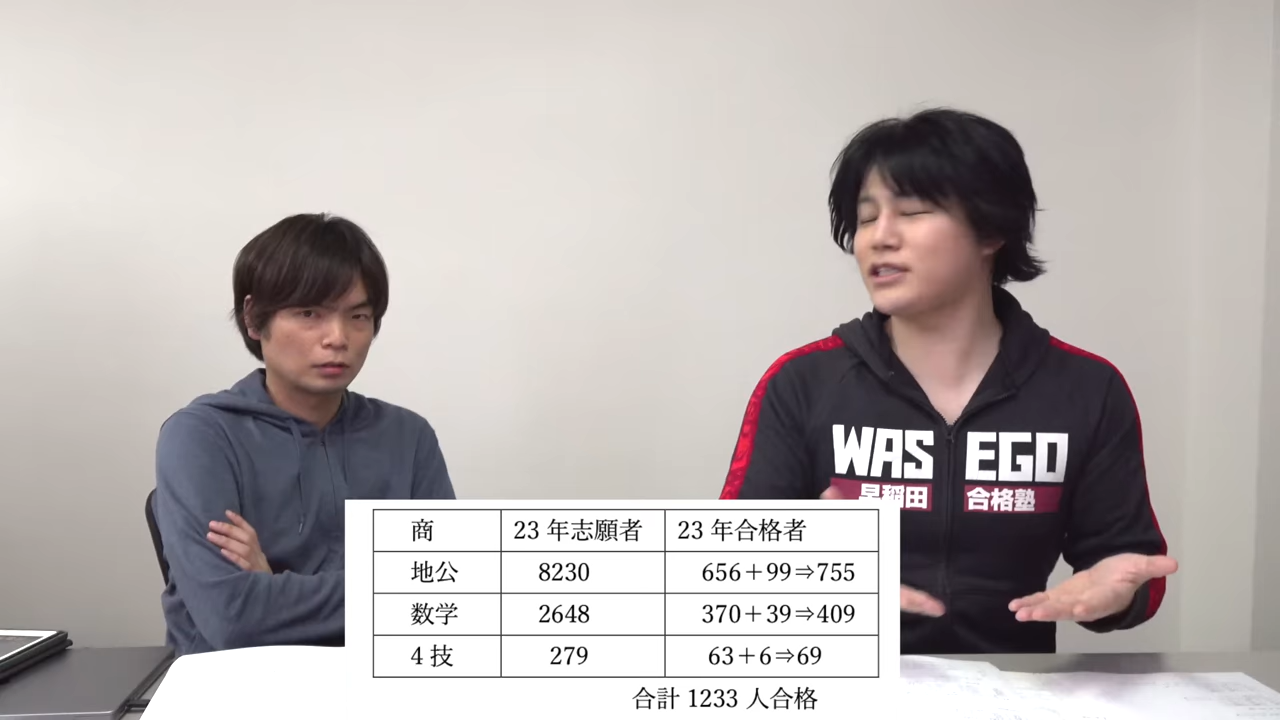 WAS EGO
早稲田 合格塾
商 23年志願者 23年合格者
地公 8230 656+99⇒755
数学 2648 370+39⇒409
4技 279 63+6⇒69
合計 1233 人合格